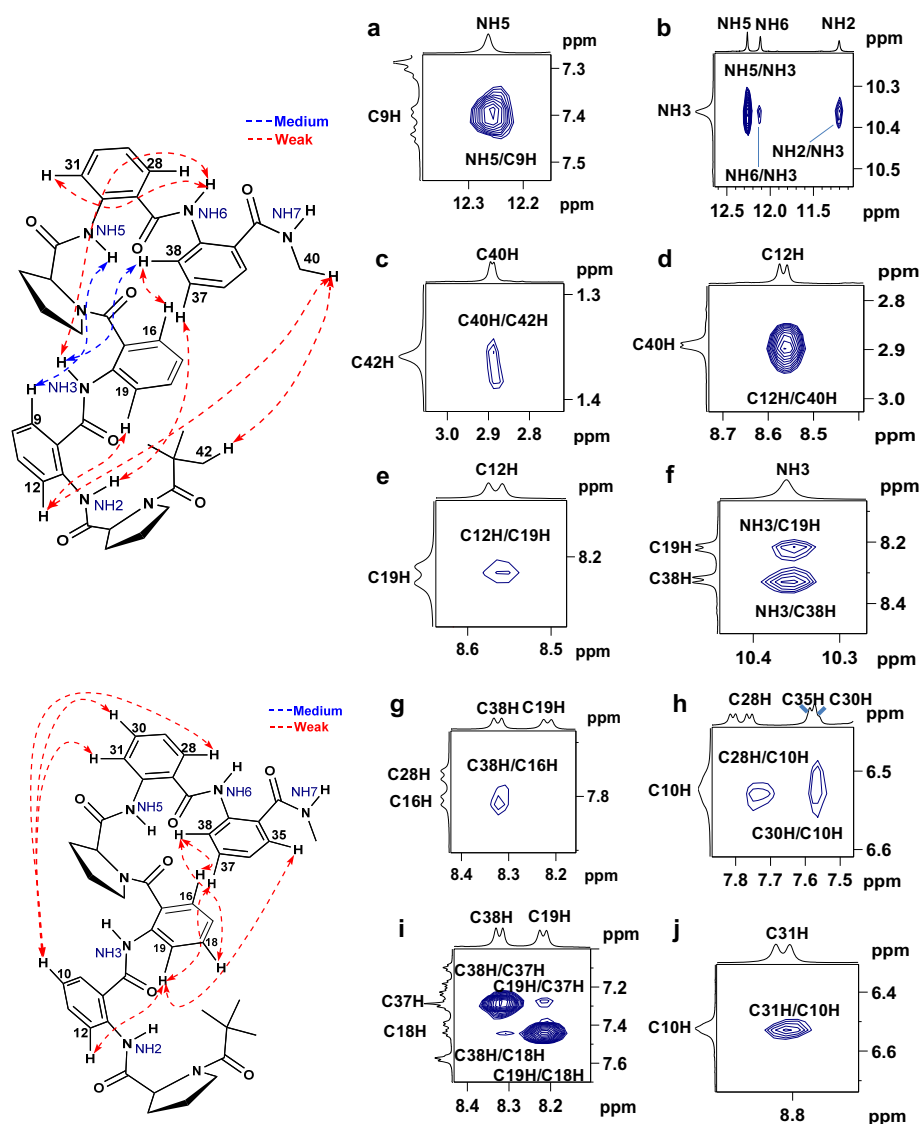 Medium
Weak
31
28
H
H
H
N
NH6
O
O
NH7
H
N
N
NH5
O
H
H
38
40
H
37
N
O
H
16
H
H
N
NH3
19
H
H
9
O
42
H
12
H
N
H
NH2
O
N
O
a
NH5
ppm
7.3
C9H
7.4
NH5/C9H
7.5
12.3
12.2
ppm
b
NH5
NH6
NH2
ppm
NH5/NH3
10.3
NH3
10.4
NH2/NH3
NH6/NH3
10.5
12.5
12.0
11.5
ppm
c
C40H
ppm
1.3
C40H/C42H
C42H
1.4
3.0
2.9
2.8
ppm
d
C12H
ppm
2.8
C40H
2.9
C12H/C40H
3.0
8.7
8.6
8.5
ppm
e
C12H
ppm
C12H/C19H
8.2
C19H
8.6
8.5
ppm
f
NH3
ppm
NH3/C19H
C19H
8.2
C38H
NH3/C38H
8.4
10.4
10.3
ppm
Medium
Weak
H
30
31
28
H
H
H
N
NH6
O
O
NH7
H
N
O
N
NH5
H
38
35
H
H
37
H
H
N
O
16
H
N
NH3
19
18
H
H
H
10
O
12
H
N
H
NH2
O
N
O
g
C38H
C19H
ppm
C38H/C16H
C28H
C16H
7.8
8.4
8.3
8.2
ppm
h
C28H
C35H
C30H
ppm
C28H/C10H
6.5
C10H
C30H/C10H
6.6
7.8
7.7
7.6
7.5
ppm
i
C38H
C19H
ppm
C38H/C37H
C19H/C37H
7.2
C37H
C18H
7.4
C38H/C18H
C19H/C18H
7.6
8.4
8.3
8.2
ppm
j
C31H
ppm
6.4
C31H/C10H
C10H
6.6
8.8
ppm